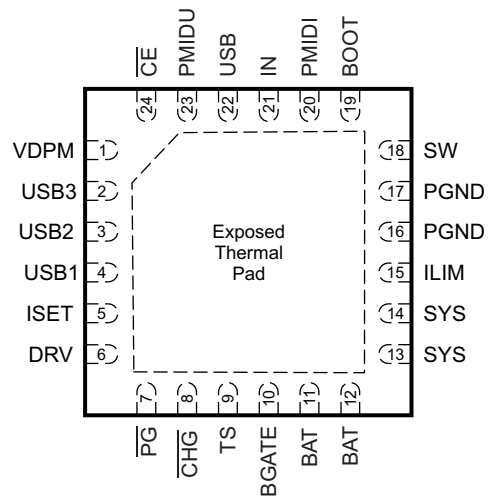 CE PMIDU USB IN PMIDI BOOT
24 23 22 21 20 19
VDPM 1 18 SW
USB3 2 17 PGND
USB2 3 16 PGND
USB1 4 15 ILIM
ISET 5 14 SYS
DRV 6 13 SYS
Exposed
Thermal
Pad
7 8 9 10 11 12
PG CHG TS BGATE BAT BAT